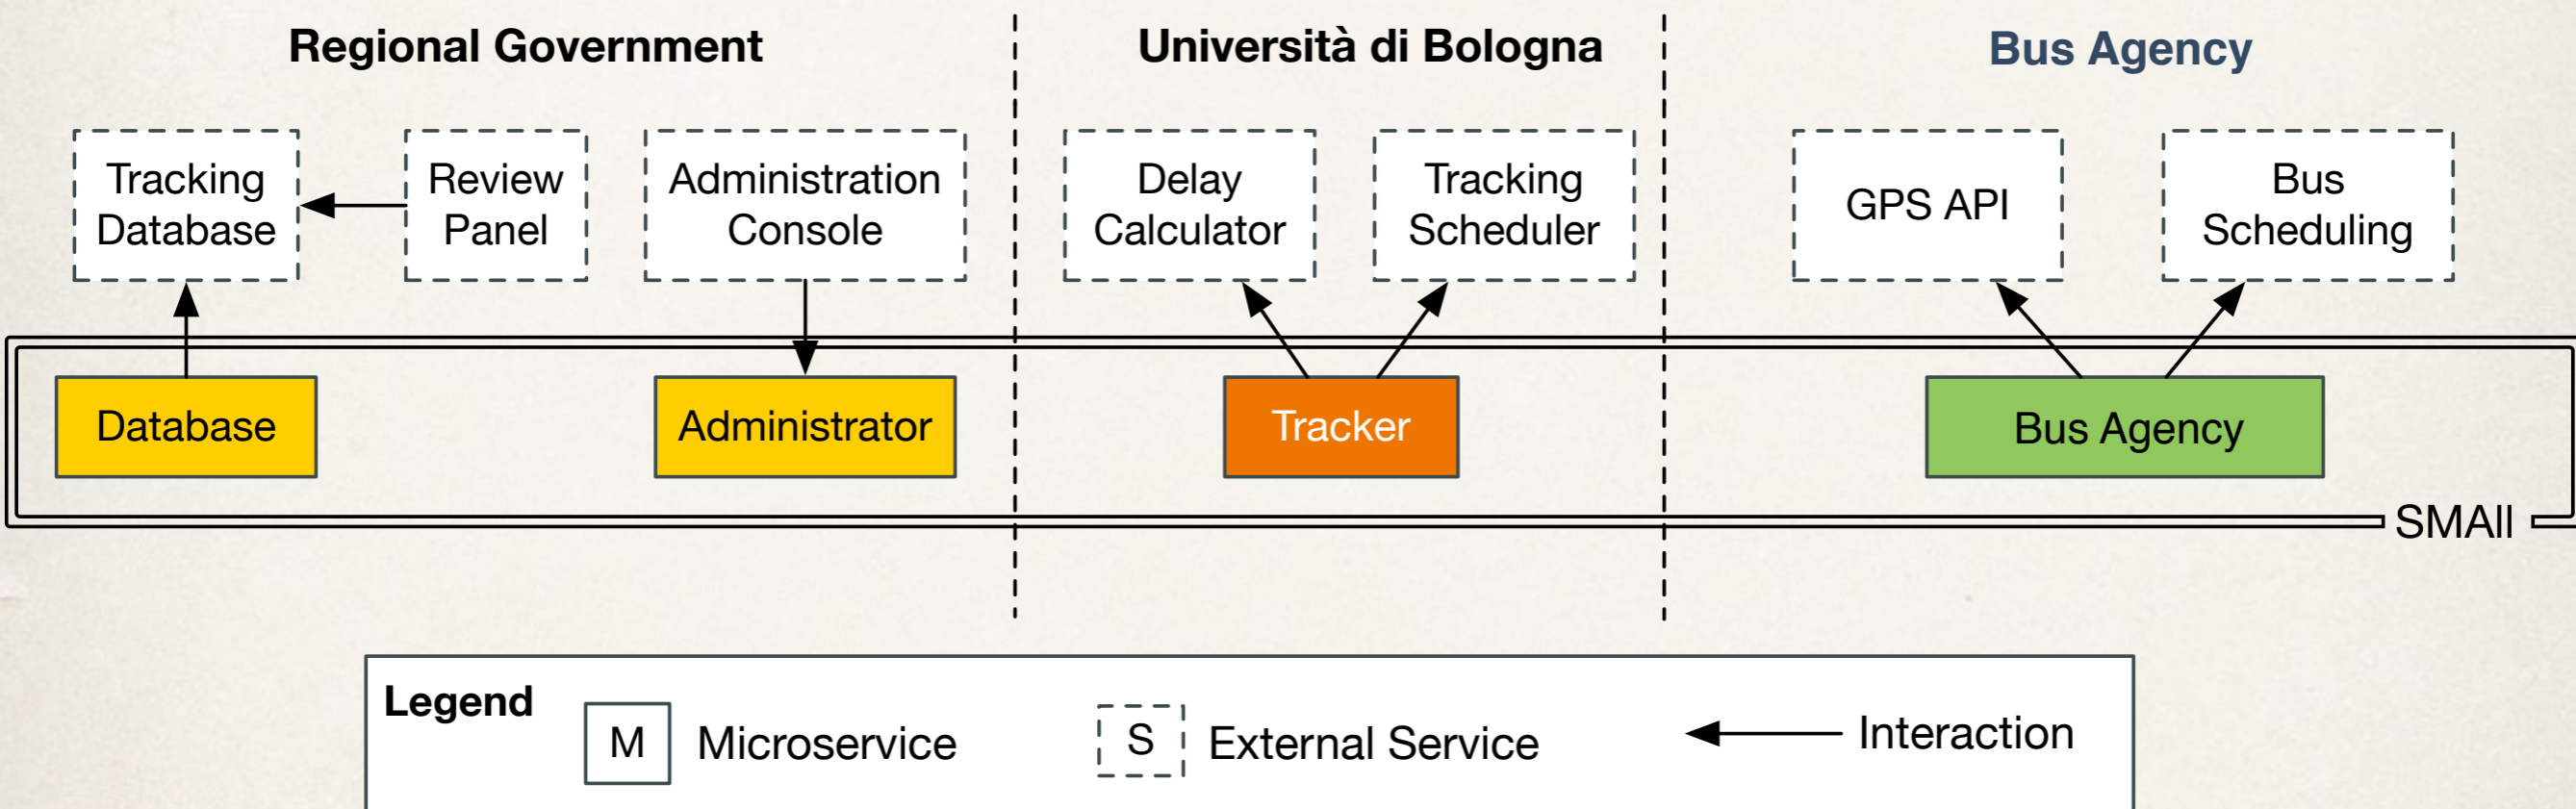 Regional Government
Università di Bologna
Bus Agency
Tracking
Database
Review
Panel
Administration
Console
Delay
Calculator
Tracking
Scheduler
GPS API
Bus
Scheduling
Database
Administrator
Tracker
Bus Agency
SMAll
Legend
M
Microservice
S
External Service
Interaction